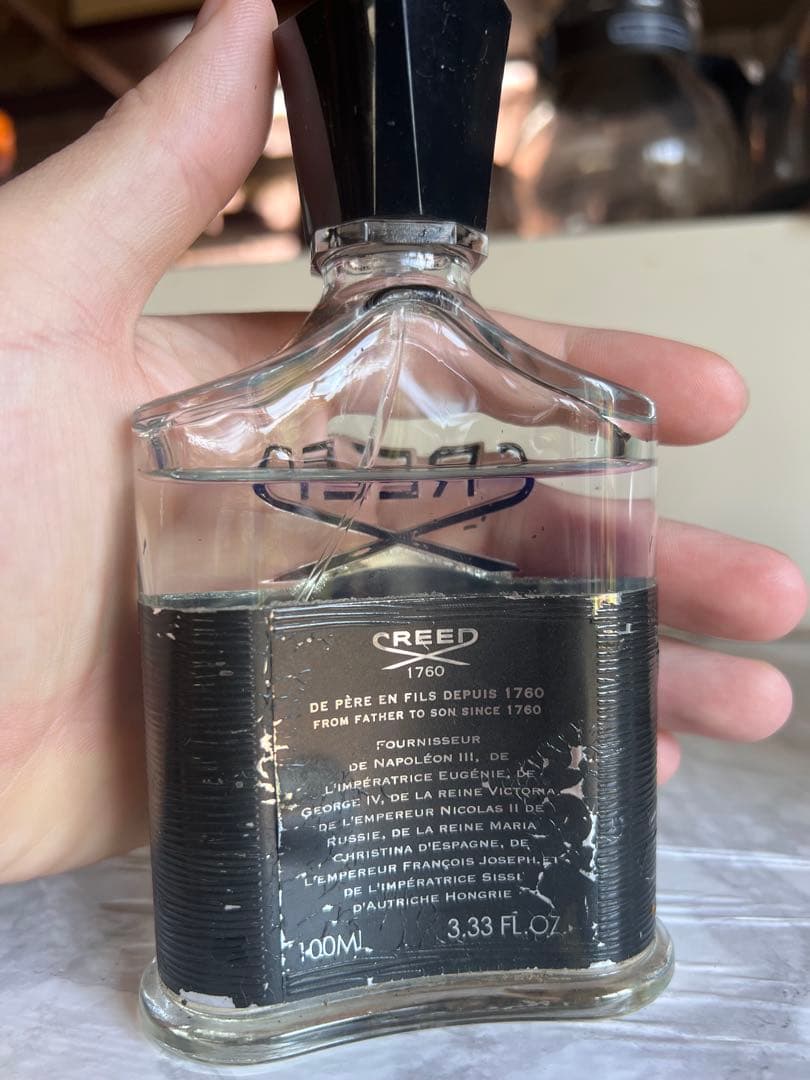 CREED
CREED
1760
DE PÈRE EN FILS DEPUIS 1760
FROM FATHER TO SON SINCE 1760
FOURNISSEUR
DE NAPOLÉON III, DE
L'IMPÉRATRICE EUGÉNIE, DE
GEORGE IV, DE LA REINE VICTORIA
DE L'EMPEREUR NICOLAS II DE
RUSSIE, DE LA REINE MARIA
CHRISTINA D'ESPAGNE, DE
L'EMPEREUR FRANÇOIS JOSEPH, ET
DE L'IMPÉRATRICE SISSI
D'AUTRICHE HONGRIE
100ML
3.33 FL.OZ.